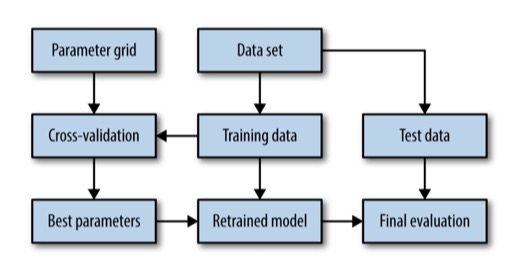 Parameter grid
Data set
Cross-validation
Training data
Test data
Best parameters
Retrained model
Final evaluation